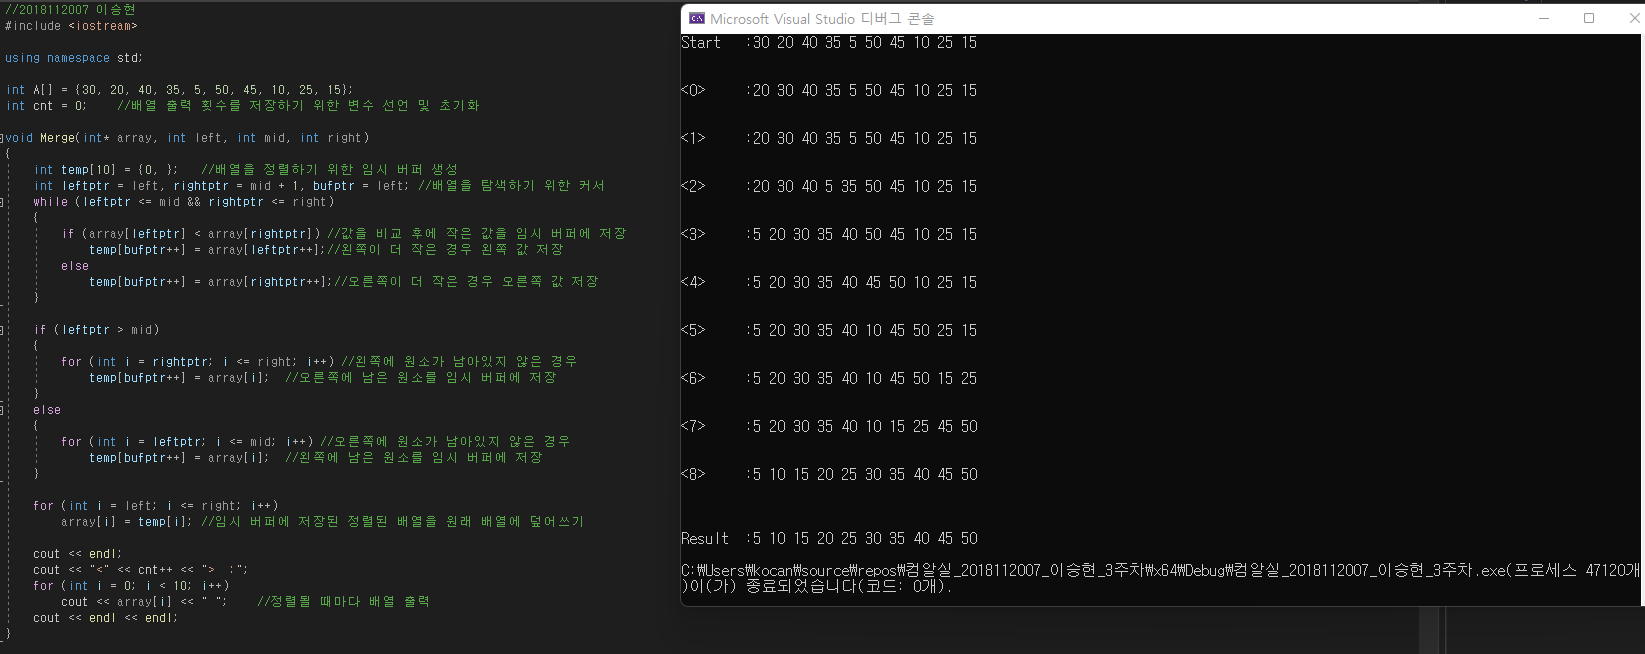 //2018112007 이승현
#include <iostream>
using namespace std;
int A[] = {30, 20, 40, 35, 5, 50, 45, 10, 25, 15};
int cnt = 0;    //배열 출력 횟수를 저장하기 위한 변수 선언 및 초기화
void Merge(int* array, int left, int mid, int right)
{
    int temp[10] = {0, };   //배열을 정렬하기 위한 임시 버퍼 생성
    int leftptr = left, rightptr = mid + 1, bufptr = left; //배열을 탐색하기 위한 커서
    while (leftptr <= mid && rightptr <= right)
    {
        if (array[leftptr] < array[rightptr]) //값을 비교 후에 작은 값을 임시 버퍼에 저장
            temp[bufptr++] = array[leftptr++];//왼쪽이 더 작은 경우 왼쪽 값 저장
        else
            temp[bufptr++] = array[rightptr++];//오른쪽이 더 작은 경우 오른쪽 값 저장
    }
    if (leftptr > mid)
    {
        for (int i = rightptr; i <= right; i++) //왼쪽에 원소가 남아있지 않은 경우
            temp[bufptr++] = array[i];  //오른쪽에 남은 원소를 임시 버퍼에 저장
    }
    else
    {
        for (int i = leftptr; i <= mid; i++) //오른쪽에 원소가 남아있지 않은 경우
            temp[bufptr++] = array[i];  //왼쪽에 남은 원소를 임시 버퍼에 저장
    }
    for (int i = left; i <= right; i++)
        array[i] = temp[i]; //임시 버퍼에 저장된 정렬된 배열을 원래 배열에 덮어쓰기
    cout << endl;
    cout << "<" << cnt++ << ">  :";
    for (int i = 0; i < 10; i++)
        cout << array[i] << " ";    //정렬될 때마다 배열 출력
    cout << endl << endl;
}
Microsoft Visual Studio 디버그 콘솔
Start   :30 20 40 35 5 50 45 10 25 15
<0>     :20 30 40 35 5 50 45 10 25 15
<1>     :20 30 40 35 5 50 45 10 25 15
<2>     :20 30 40 5 35 50 45 10 25 15
<3>     :5 20 30 35 40 50 45 10 25 15
<4>     :5 20 30 35 40 45 50 10 25 15
<5>     :5 20 30 35 40 10 45 50 25 15
<6>     :5 20 30 35 40 10 45 50 15 25
<7>     :5 20 30 35 40 10 15 25 45 50
<8>     :5 10 15 20 25 30 35 40 45 50
Result  :5 10 15 20 25 30 35 40 45 50
C:₩Users₩kocan₩source₩repos₩컴알실_2018112007_이승현_3주차₩x64₩Debug₩컴알실_2018112007_이승현_3주차.exe(프로세스 47120개
)이(가) 종료되었습니다(코드: 0개).